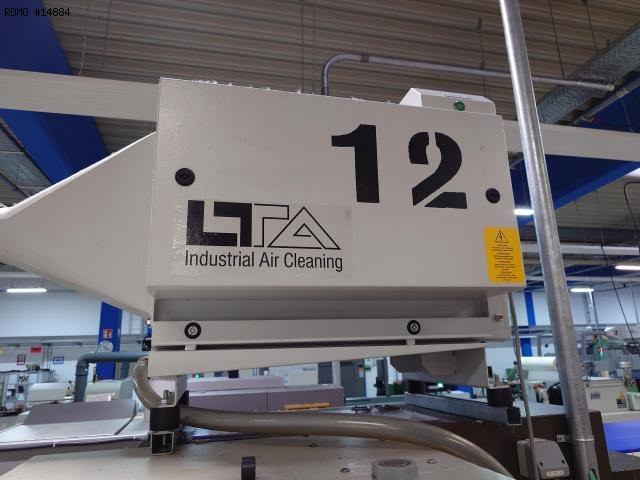 RDMO #14884
12
LTA
Industrial Air Cleaning